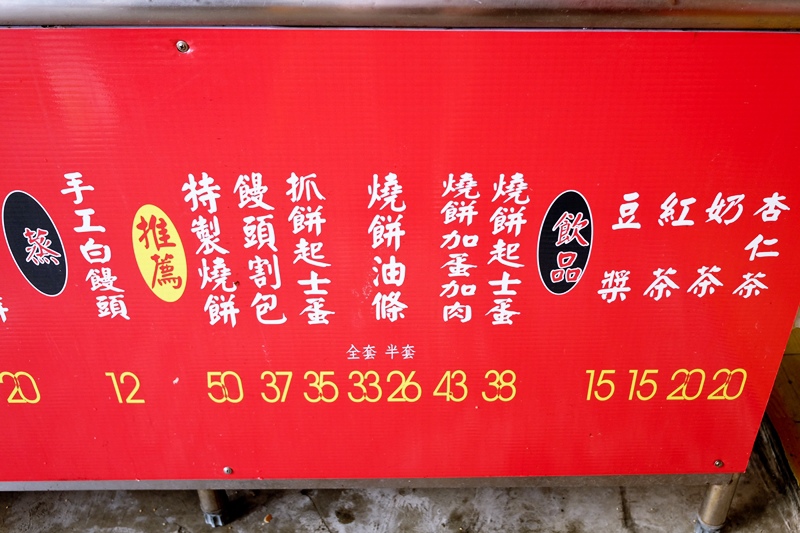 蒸
手工白饅頭
推薦
特製燒餅
饅頭割包
抓餅起士蛋
燒餅油條
燒餅加蛋加肉
燒餅起士蛋
飲品
豆漿
紅茶
奶茶
杏仁茶
全套 半套
20 12 50 37 35 33 26 43 38 15 15 20 20